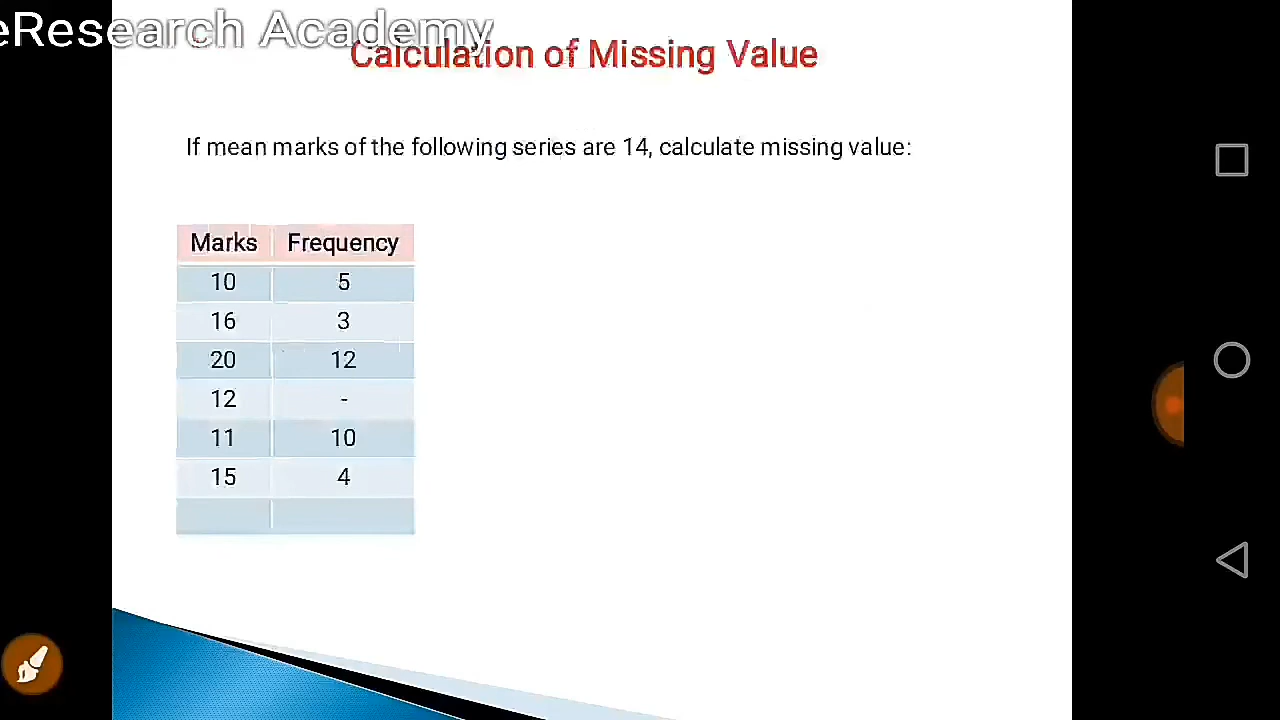 eResearch Academy
Calculation of Missing Value
If mean marks of the following series are 14, calculate missing value:
Marks Frequency
10 5
16 3
20 12
12 -
11 10
15 4